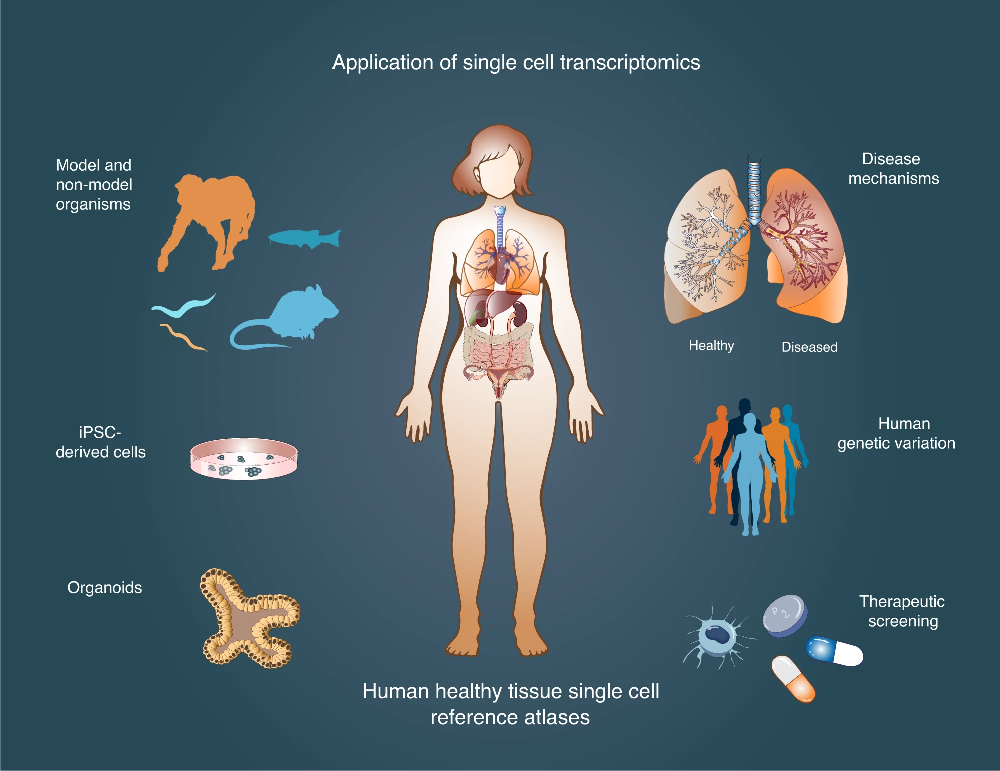 Application of single cell transcriptomics
Model and
non-model
organisms
Disease
mechanisms
Healthy
Diseased
iPSC-
derived cells
Human
genetic variation
Organoids
Therapeutic
screening
P
2
Human healthy tissue single cell
reference atlases